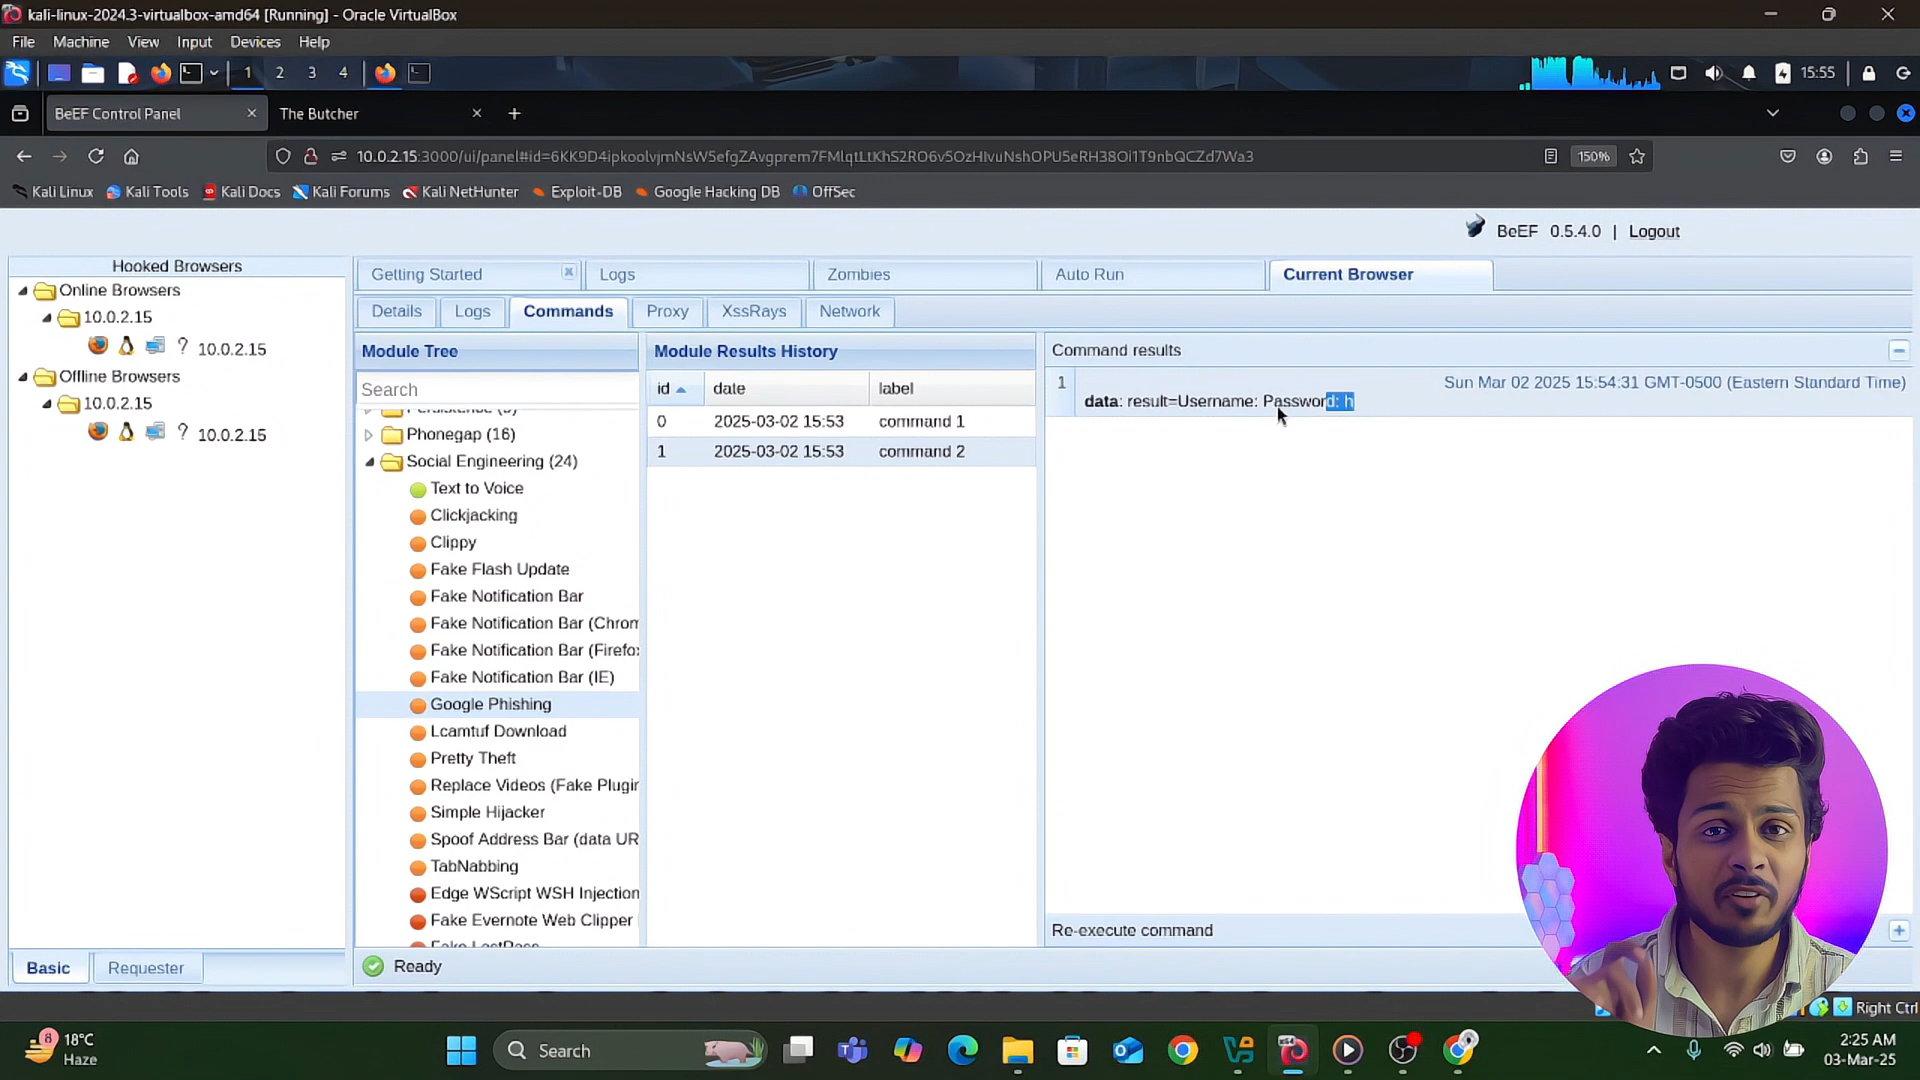 kali-linux-2024.3-virtualbox-amd64 [Running] - Oracle VirtualBox
File Machine View Input Devices Help
1 2 3 4 15:55
BeEF Control Panel The Butcher
10.0.2.15:3000/ui/panel#id=6KK9D4ipkoolvjmNsW5efgZAvgprem7FMlqtLtKhS2RO6v5OzHIvuNshOPU5eRH38Oi1T9nbQCZd7Wa3 150%
Kali Linux Kali Tools Kali Docs Kali Forums Kali NetHunter Exploit-DB Google Hacking DB OffSec
BeEF 0.5.4.0 | Logout
Hooked Browsers
Online Browsers
10.0.2.15
? 10.0.2.15
Offline Browsers
10.0.2.15
? 10.0.2.15
Basic Requester
Getting Started Logs Zombies Auto Run Current Browser
Details Logs Commands Proxy XssRays Network
Module Tree
Search
Phonegap (16)
Social Engineering (24)
Text to Voice
Clickjacking
Clippy
Fake Flash Update
Fake Notification Bar
Fake Notification Bar (Chrom
Fake Notification Bar (Firefo
Fake Notification Bar (IE)
Google Phishing
Lcamtuf Download
Pretty Theft
Replace Videos (Fake Plugin
Simple Hijacker
Spoof Address Bar (data UR
TabNabbing
Edge WScript WSH Injection
Fake Evernote Web Clipper
Module Results History
id date label
0 2025-03-02 15:53 command 1
1 2025-03-02 15:53 command 2
Command results
1 Sun Mar 02 2025 15:54:31 GMT-0500 (Eastern Standard Time)
data: result=Username: Password: h
Re-execute command
Ready
Right Ctrl
8 18°C
Haze
Search
2:25 AM
03-Mar-25